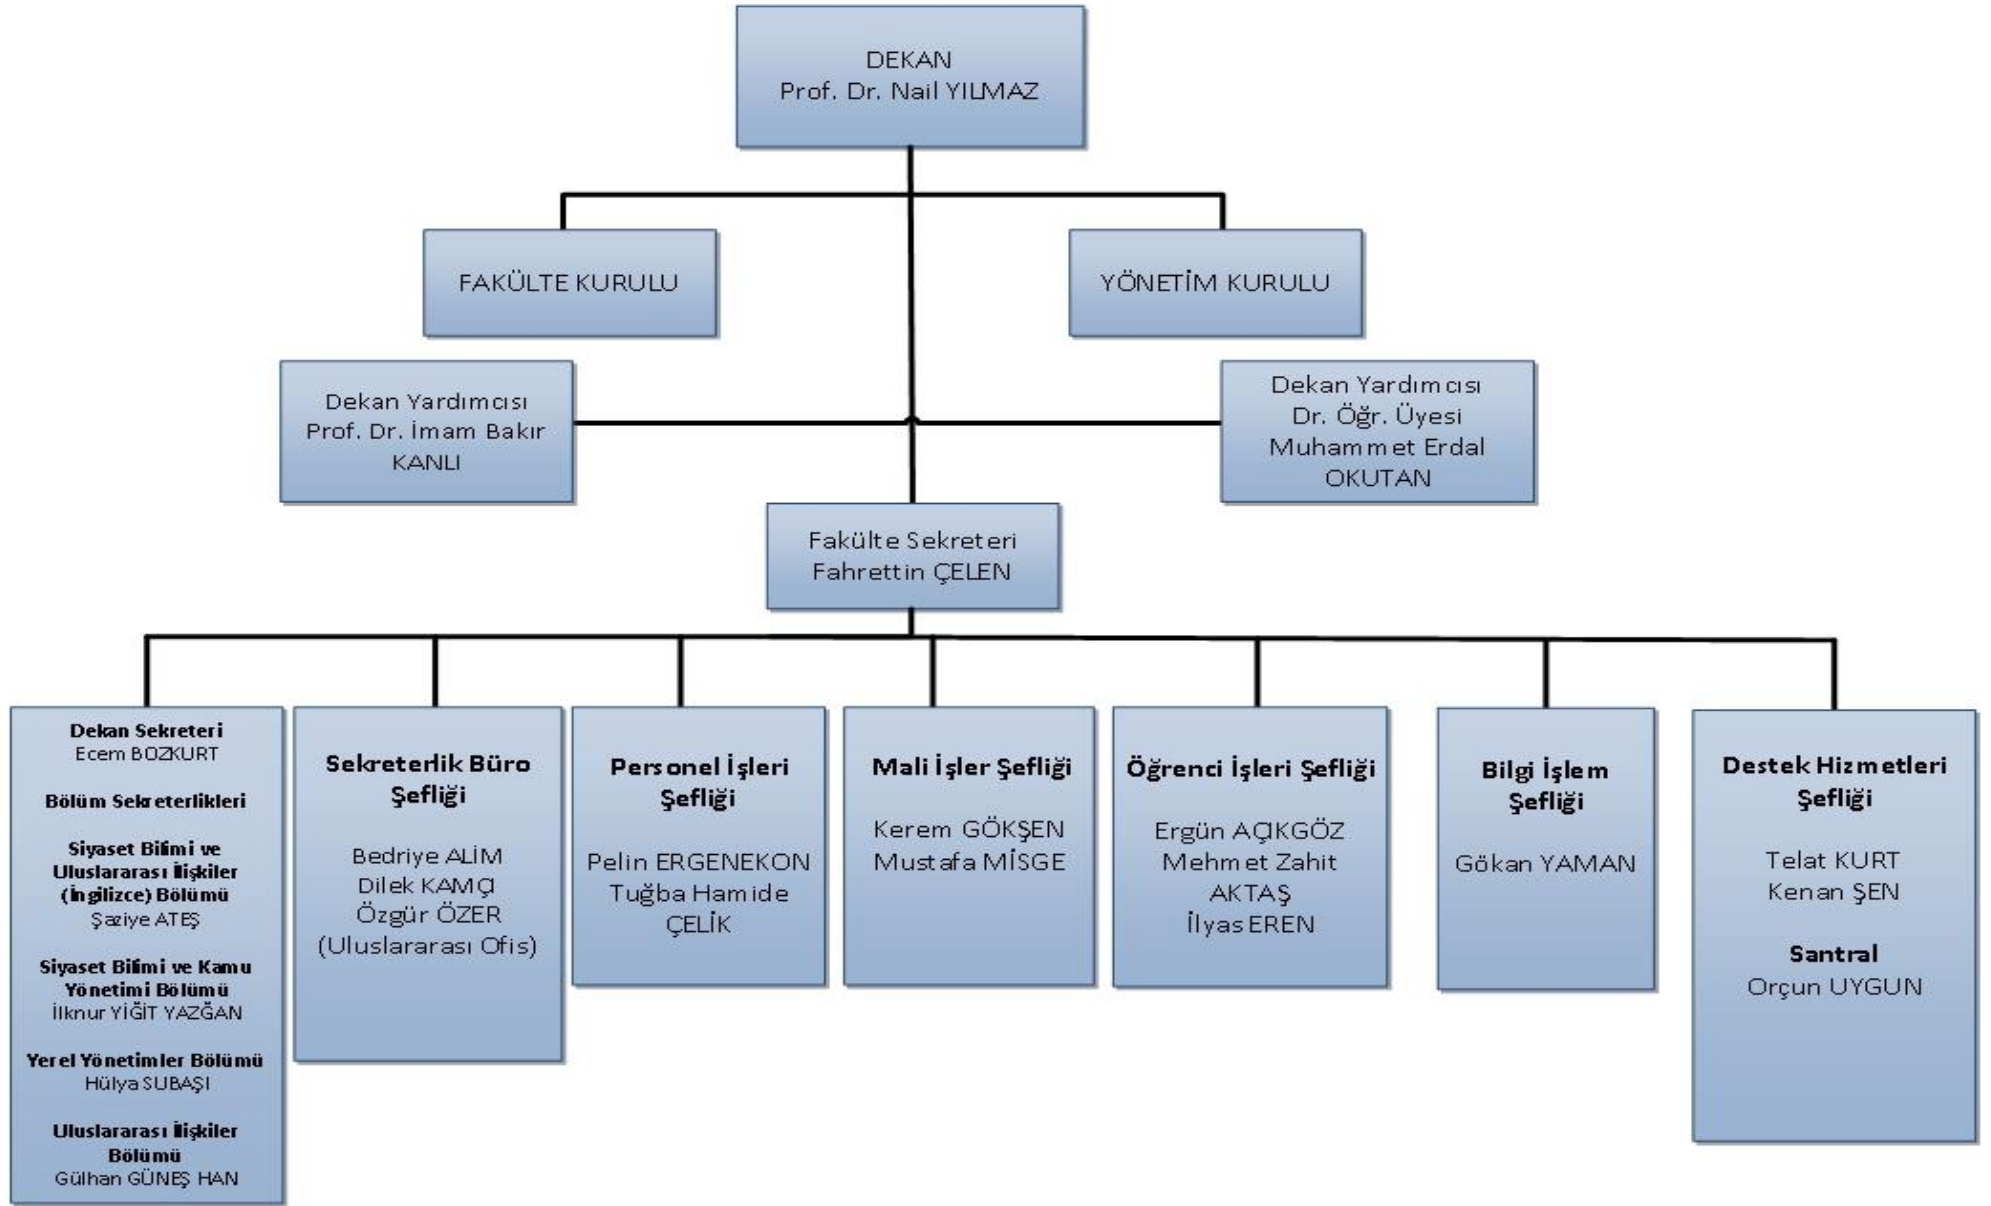 DEKAN
Prof. Dr. Nail YILMAZ
FAKÜLTE KURULU
YÖNETİM KURULU
Dekan Yardımcısı
Prof. Dr. İmam Bakır
KANLI
Dekan Yardımcısı
Dr. Öğr. Üyesi
Muhammet Erdal
OKUTAN
Fakülte Sekreteri
Fahrettin ÇELEN
Dekan Sekreteri
Ecem BOZKURT
Bölüm Sekreterlikleri
Siyaset Bilimi ve
Uluslararası İlişkiler
(İngilizce) Bölümü
Şaziye ATEŞ
Siyaset Bilimi ve Kamu
Yönetimi Bölümü
İlknur YİĞİT YAZĞAN
Yerel Yönetimler Bölümü
Hülya SUBAŞI
Uluslararası İlişkiler
Bölümü
Gülhan GÜNEŞ HAN
Sekreterlik Büro
Şefliği
Bedriye ALİM
Dilek KAMÇI
Özgür ÖZER
(Uluslararası Ofis)
Personel İşleri
Şefliği
Pelin ERGENEKON
Tuğba Hamide
ÇELİK
Mali İşler Şefliği
Kerem GÖKŞEN
Mustafa MİSGE
Öğrenci İşleri Şefliği
Ergün AÇIKGÖZ
Mehmet Zahit
AKTAŞ
İlyas EREN
Bilgi İşlem
Şefliği
Gökan YAMAN
Destek Hizmetleri
Şefliği
Telat KURT
Kenan ŞEN
Santral
Orçun UYGUN